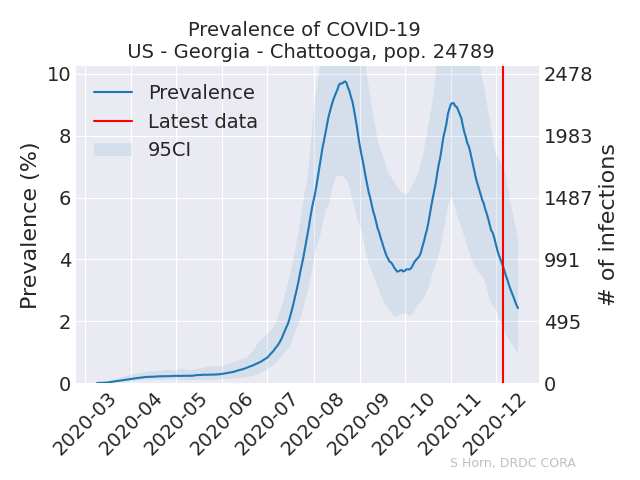 Prevalence of COVID-19
US - Georgia - Chattooga, pop. 24789
Prevalence
Latest data
95CI
Prevalence (%)
10
8
6
4
2
0
2478
1983
1487
991
495
0
# of infections
2020-03
2020-04
2020-05
2020-06
2020-07
2020-08
2020-09
2020-10
2020-11
2020-12
S Horn, DRDC CORA